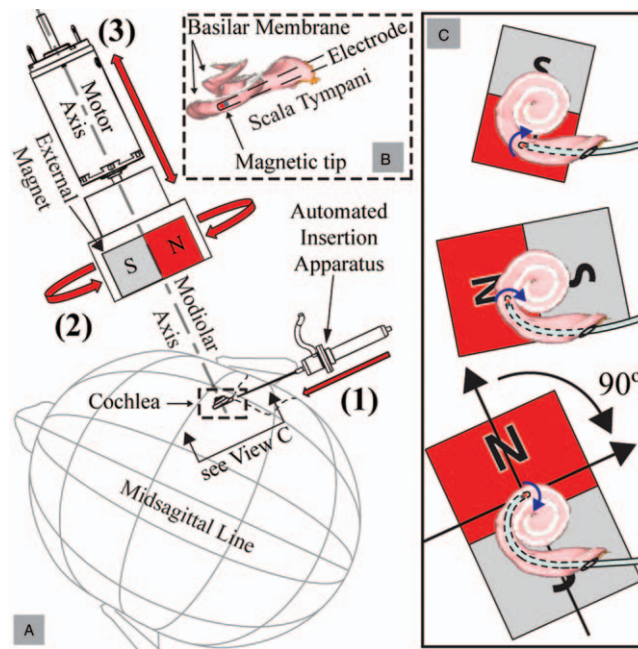 (3)
Motor
Axis
External
Magnet
S
N
(2)
Basilar Membrane
Electrode
Scala Tympani
Magnetic tip
B
Automated
Insertion
Apparatus
Modiolar
Axis
Cochlea
(1)
see View C
Midsagittal Line
A
C
S
N
S
90°
N
S